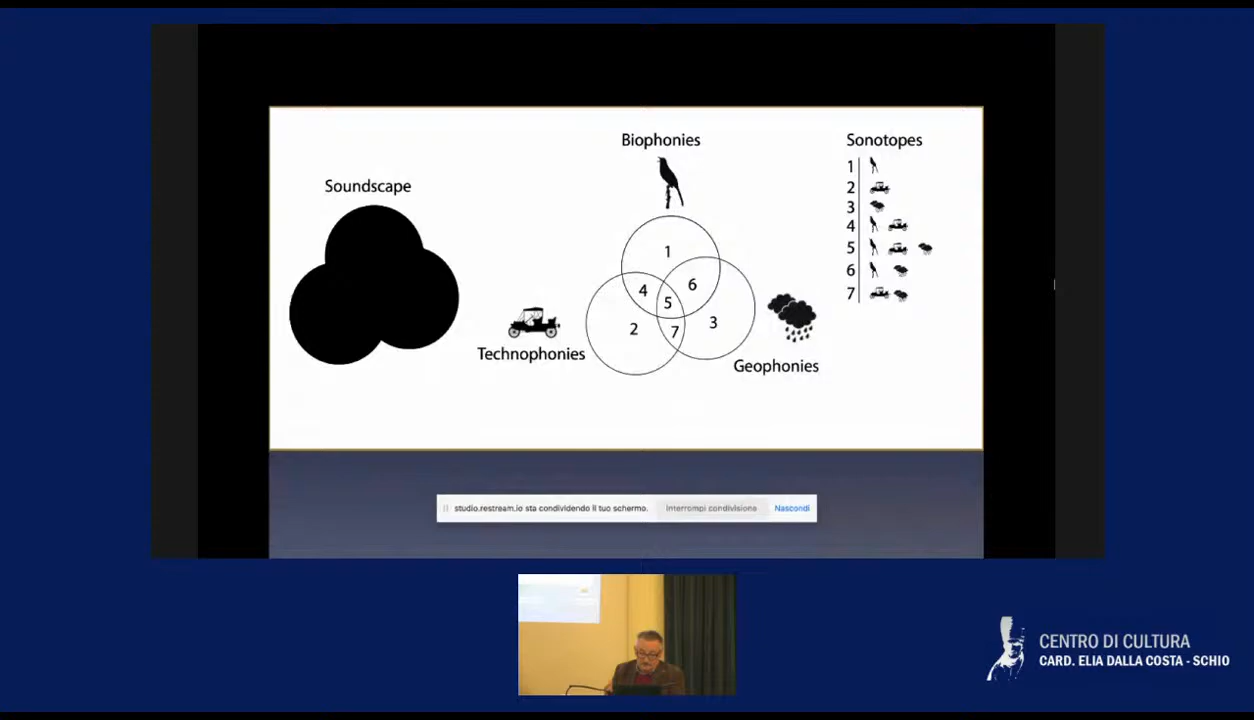 Biophonies
Sonotopes
Soundscape
1
2
3
4
5
6
7
1
4
6
5
2
7
3
Technophonies
Geophonies
studio.restream.io sta condividendo il tuo schermo.
Interrompi condivisione
Nascondi
CENTRO DI CULTURA
CARD. ELIA DALLA COSTA - SCHIO